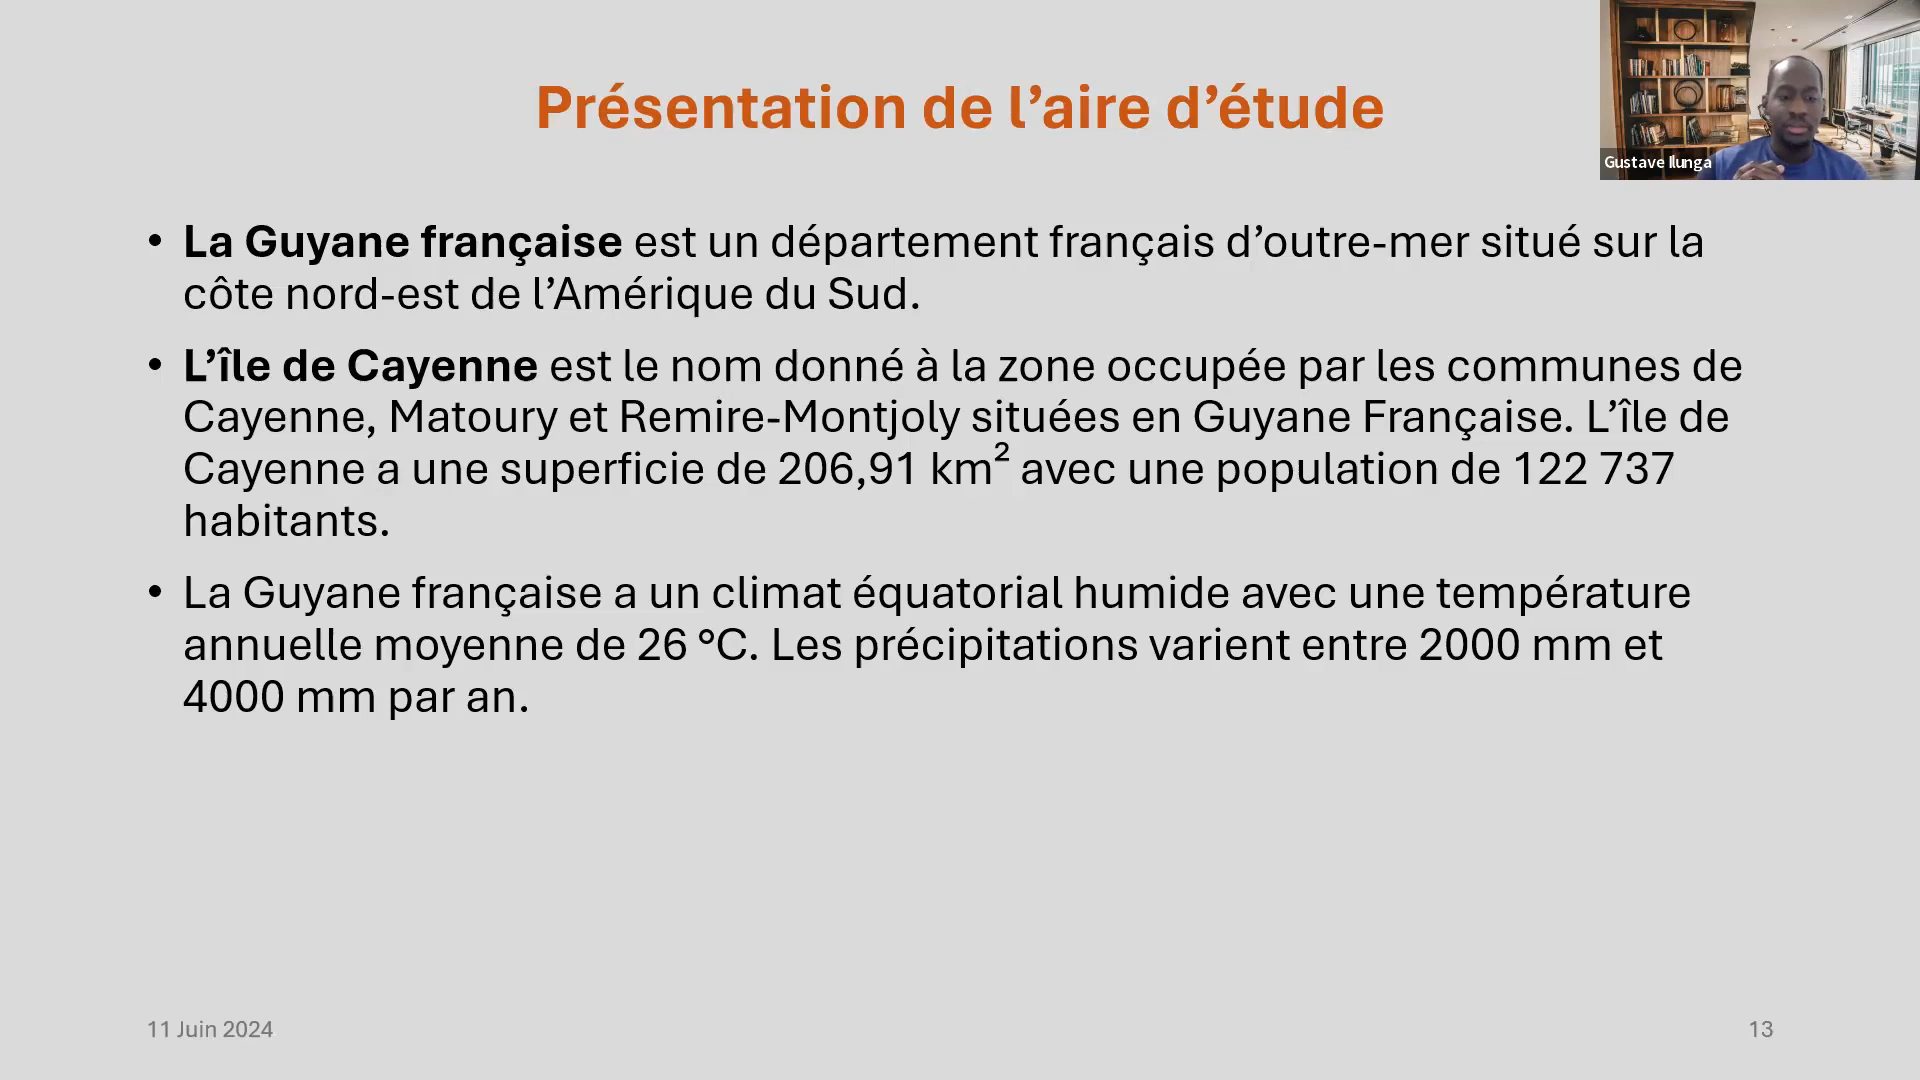 Présentation de l’aire d’étude
Gustave Ilunga
• La Guyane française est un département français d’outre-mer situé sur la
côte nord-est de l’Amérique du Sud.
• L’île de Cayenne est le nom donné à la zone occupée par les communes de
Cayenne, Matoury et Remire-Montjoly situées en Guyane Française. L’île de
Cayenne a une superficie de 206,91 km² avec une population de 122 737
habitants.
• La Guyane française a un climat équatorial humide avec une température
annuelle moyenne de 26 °C. Les précipitations varient entre 2000 mm et
4000 mm par an.
11 Juin 2024
13